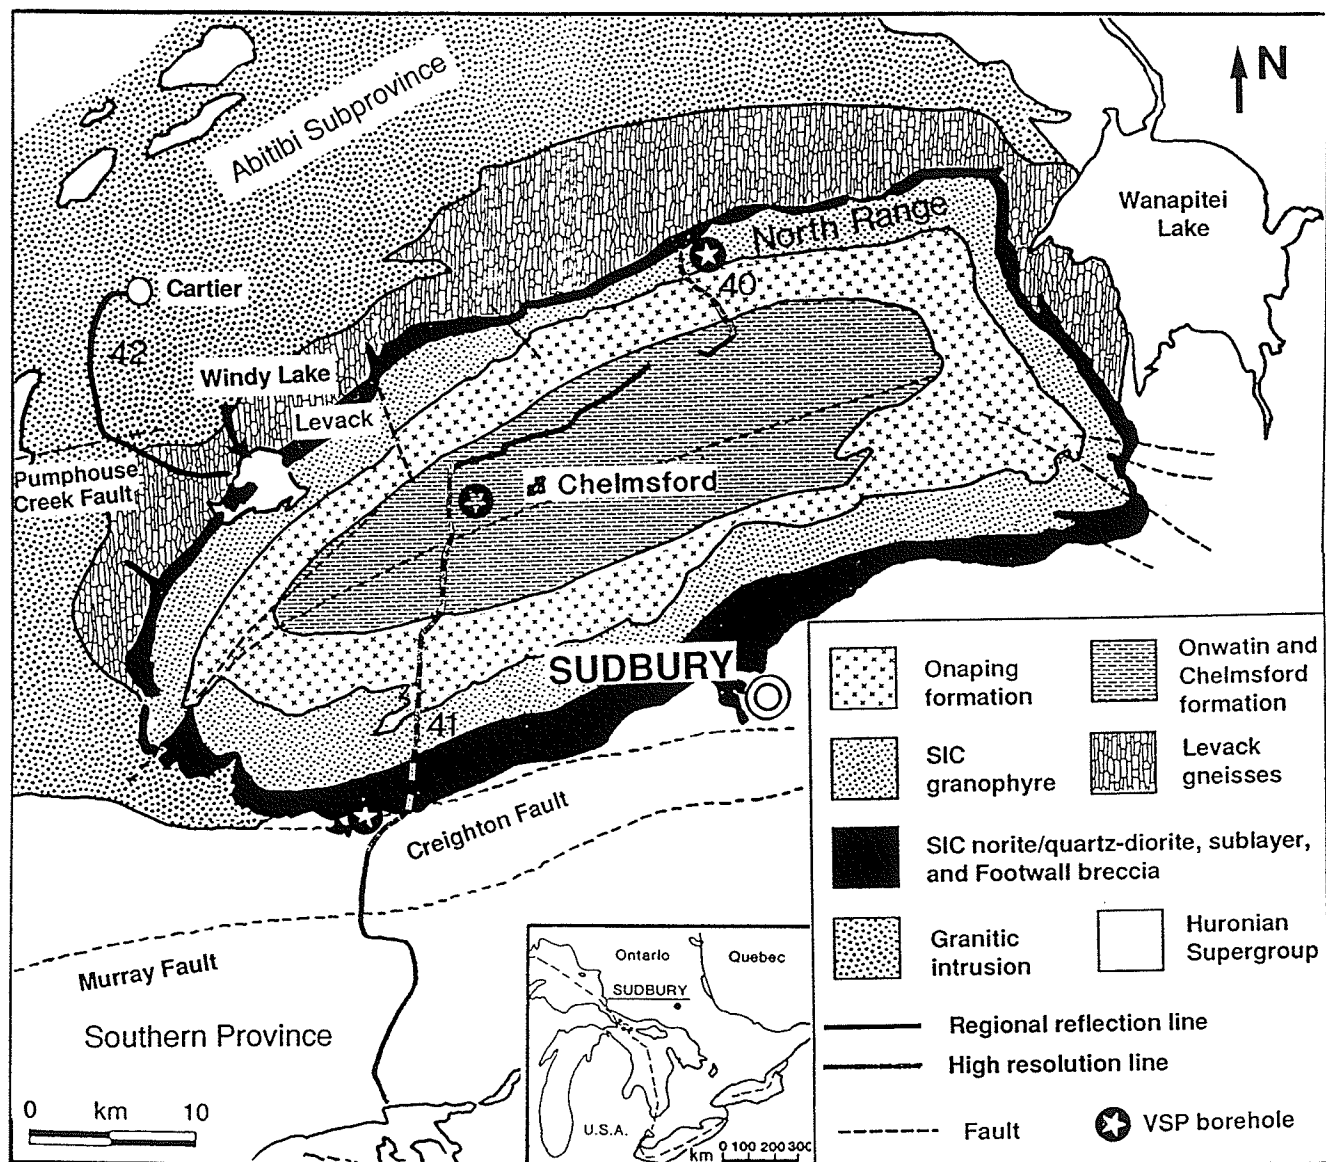 N
Abitibi Subprovince
Wanapitei
Lake
North Range
40
Cartier
42
Windy Lake
Levack
Pumphouse
Creek Fault
Chelmsford
SUDBURY
41
Creighton Fault
Murray Fault
Southern Province
0 km 10
Onaping
formation
Onwatin and
Chelmsford
formation
SIC
granophyre
Levack
gneisses
SIC norite/quartz-diorite, sublayer,
and Footwall breccia
Granitic
intrusion
Huronian
Supergroup
Regional reflection line
High resolution line
Fault
VSP borehole
Ontario
Quebec
SUDBURY
U.S.A.
km 0 100 200 300